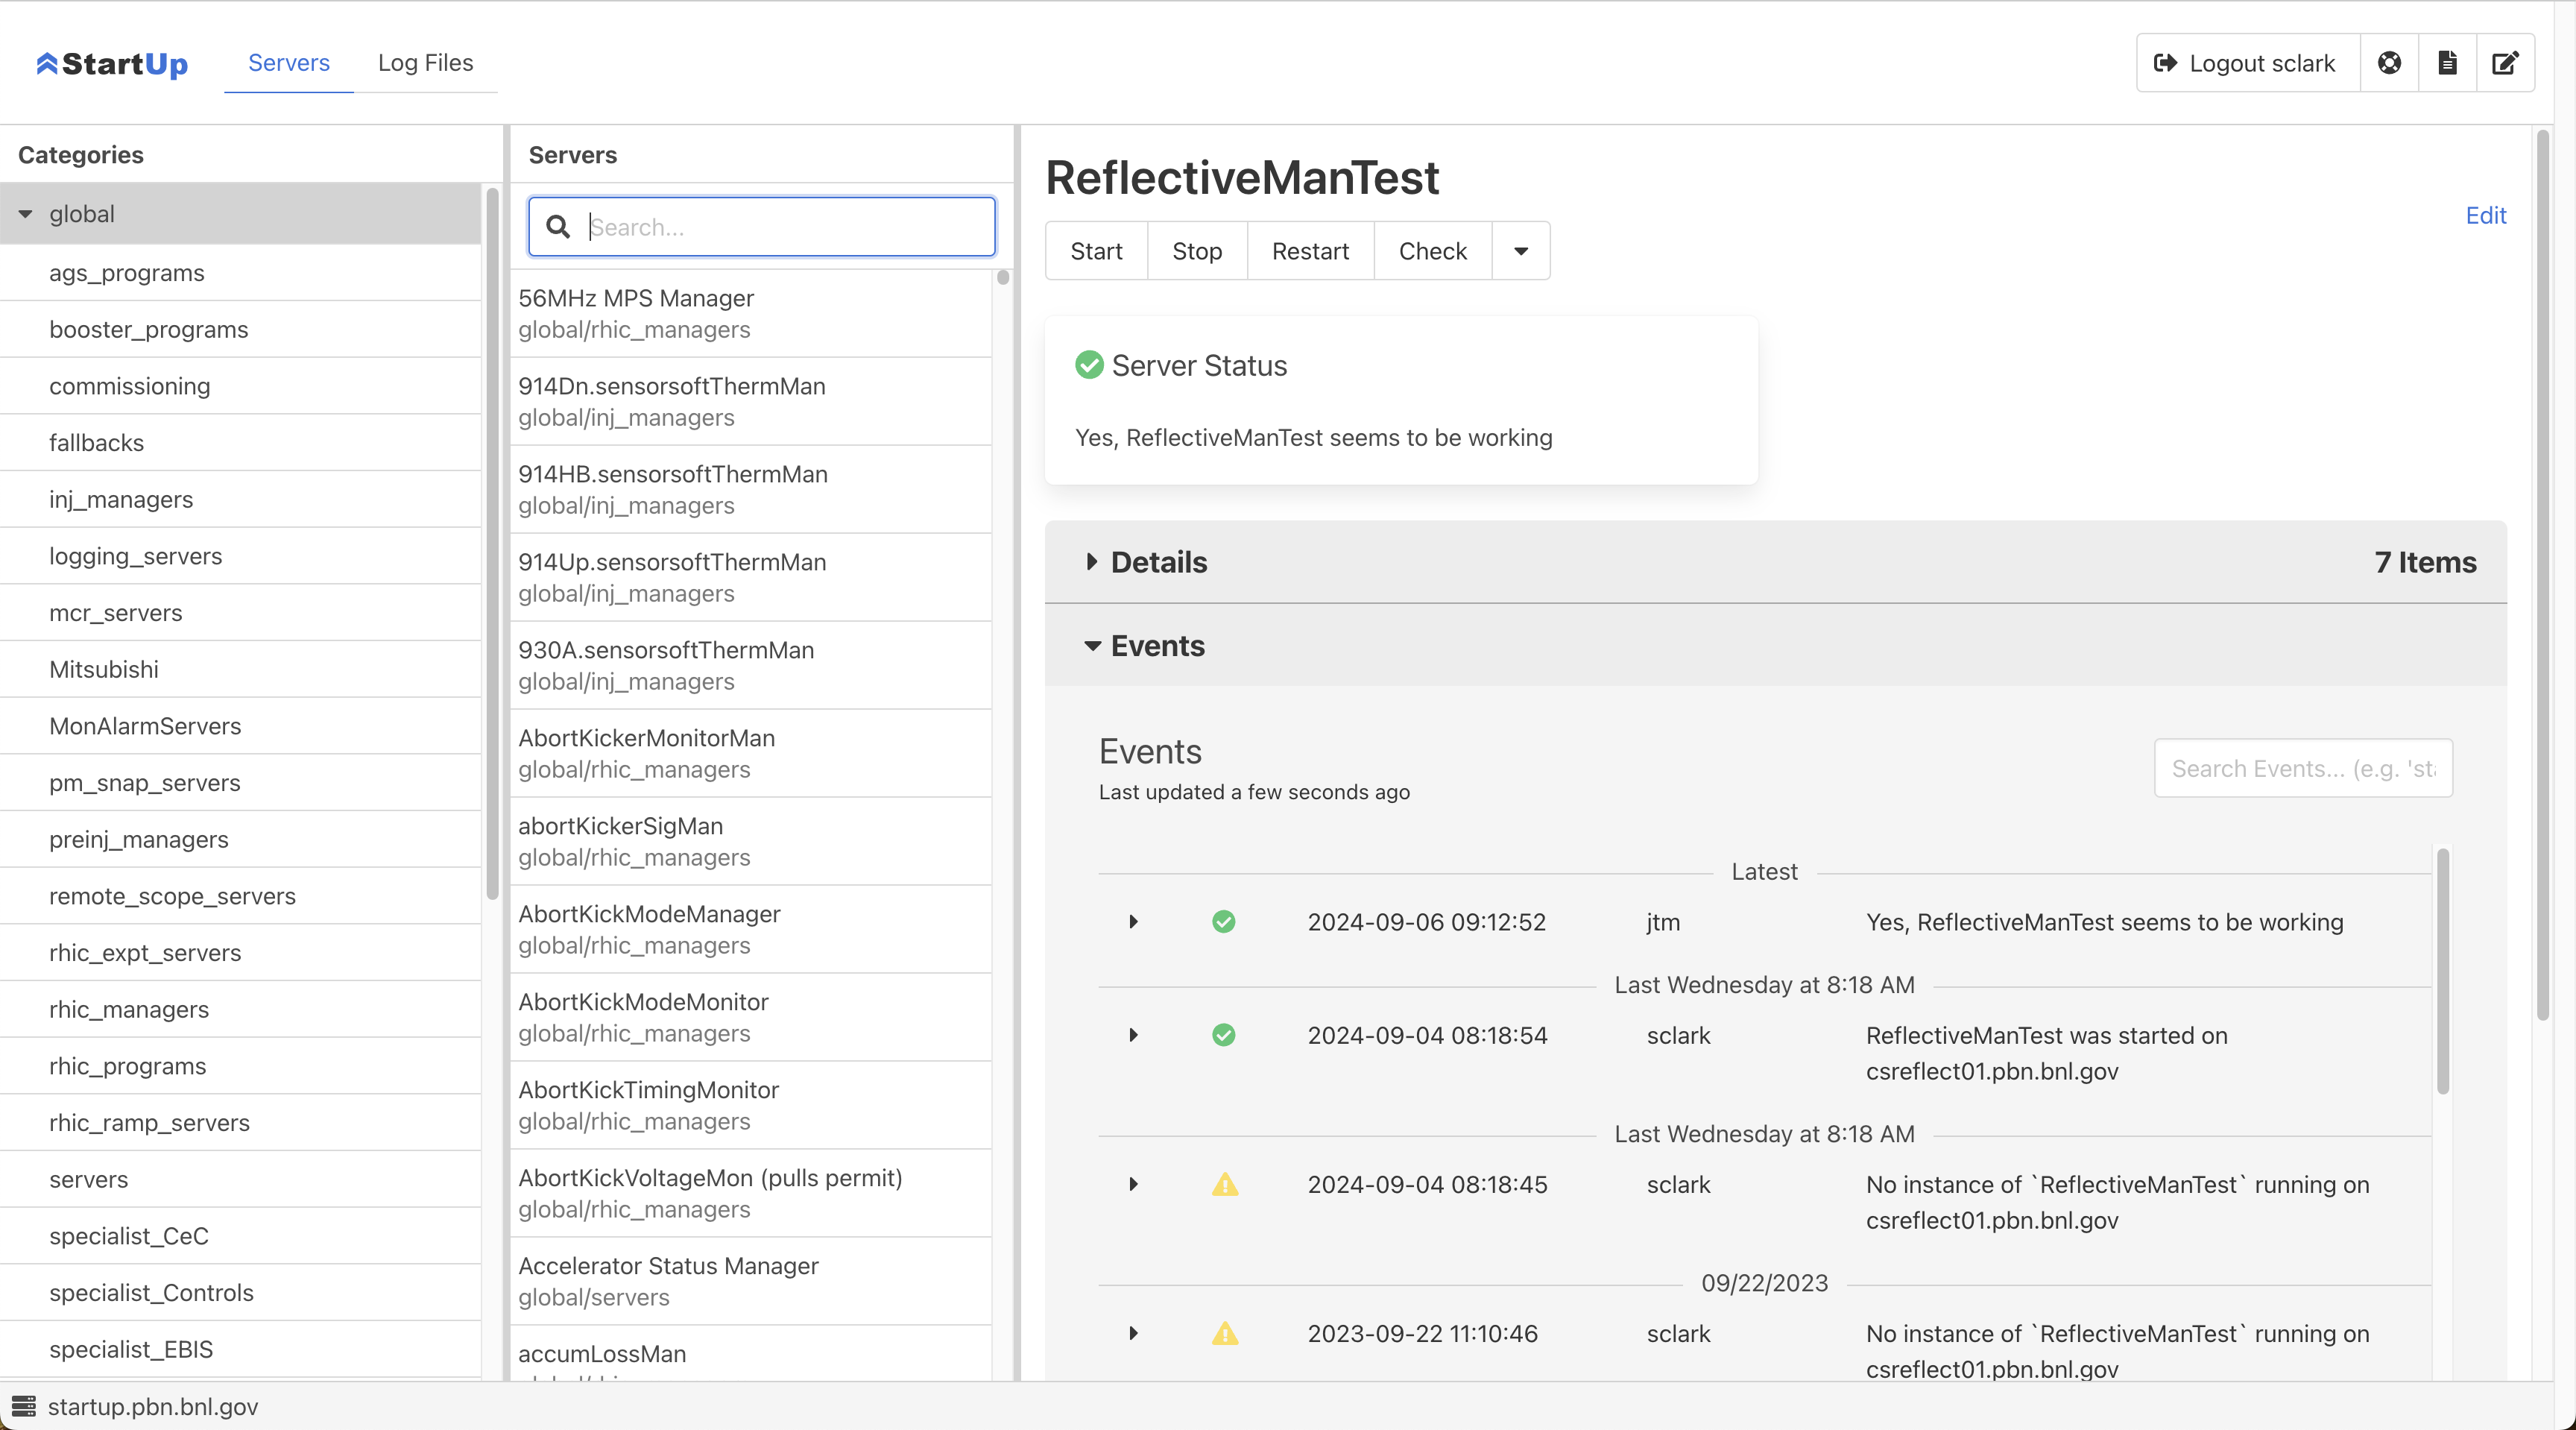 StartUp
Servers
Log Files
Logout sclark
Categories
global
ags_programs
booster_programs
commissioning
fallbacks
inj_managers
logging_servers
mcr_servers
Mitsubishi
MonAlarmServers
pm_snap_servers
preinj_managers
remote_scope_servers
rhic_expt_servers
rhic_managers
rhic_programs
rhic_ramp_servers
servers
specialist_CeC
specialist_Controls
specialist_EBIS
Servers
Search...
56MHz MPS Manager
global/rhic_managers
914Dn.sensorsoftThermMan
global/inj_managers
914HB.sensorsoftThermMan
global/inj_managers
914Up.sensorsoftThermMan
global/inj_managers
930A.sensorsoftThermMan
global/inj_managers
AbortKickerMonitorMan
global/rhic_managers
abortKickerSigMan
global/rhic_managers
AbortKickModeManager
global/rhic_managers
AbortKickModeMonitor
global/rhic_managers
AbortKickTimingMonitor
global/rhic_managers
AbortKickVoltageMon (pulls permit)
global/rhic_managers
Accelerator Status Manager
global/servers
accumLossMan
ReflectiveManTest
Edit
Start
Stop
Restart
Check
Server Status
Yes, ReflectiveManTest seems to be working
Details
7 Items
Events
Events
Last updated a few seconds ago
Search Events... (e.g. 'sta
Latest
2024-09-06 09:12:52 jtm Yes, ReflectiveManTest seems to be working
Last Wednesday at 8:18 AM
2024-09-04 08:18:54 sclark ReflectiveManTest was started on
csreflect01.pbn.bnl.gov
Last Wednesday at 8:18 AM
2024-09-04 08:18:45 sclark No instance of `ReflectiveManTest` running on
csreflect01.pbn.bnl.gov
09/22/2023
2023-09-22 11:10:46 sclark No instance of `ReflectiveManTest` running on
csreflect01.pbn.bnl.gov
startup.pbn.bnl.gov